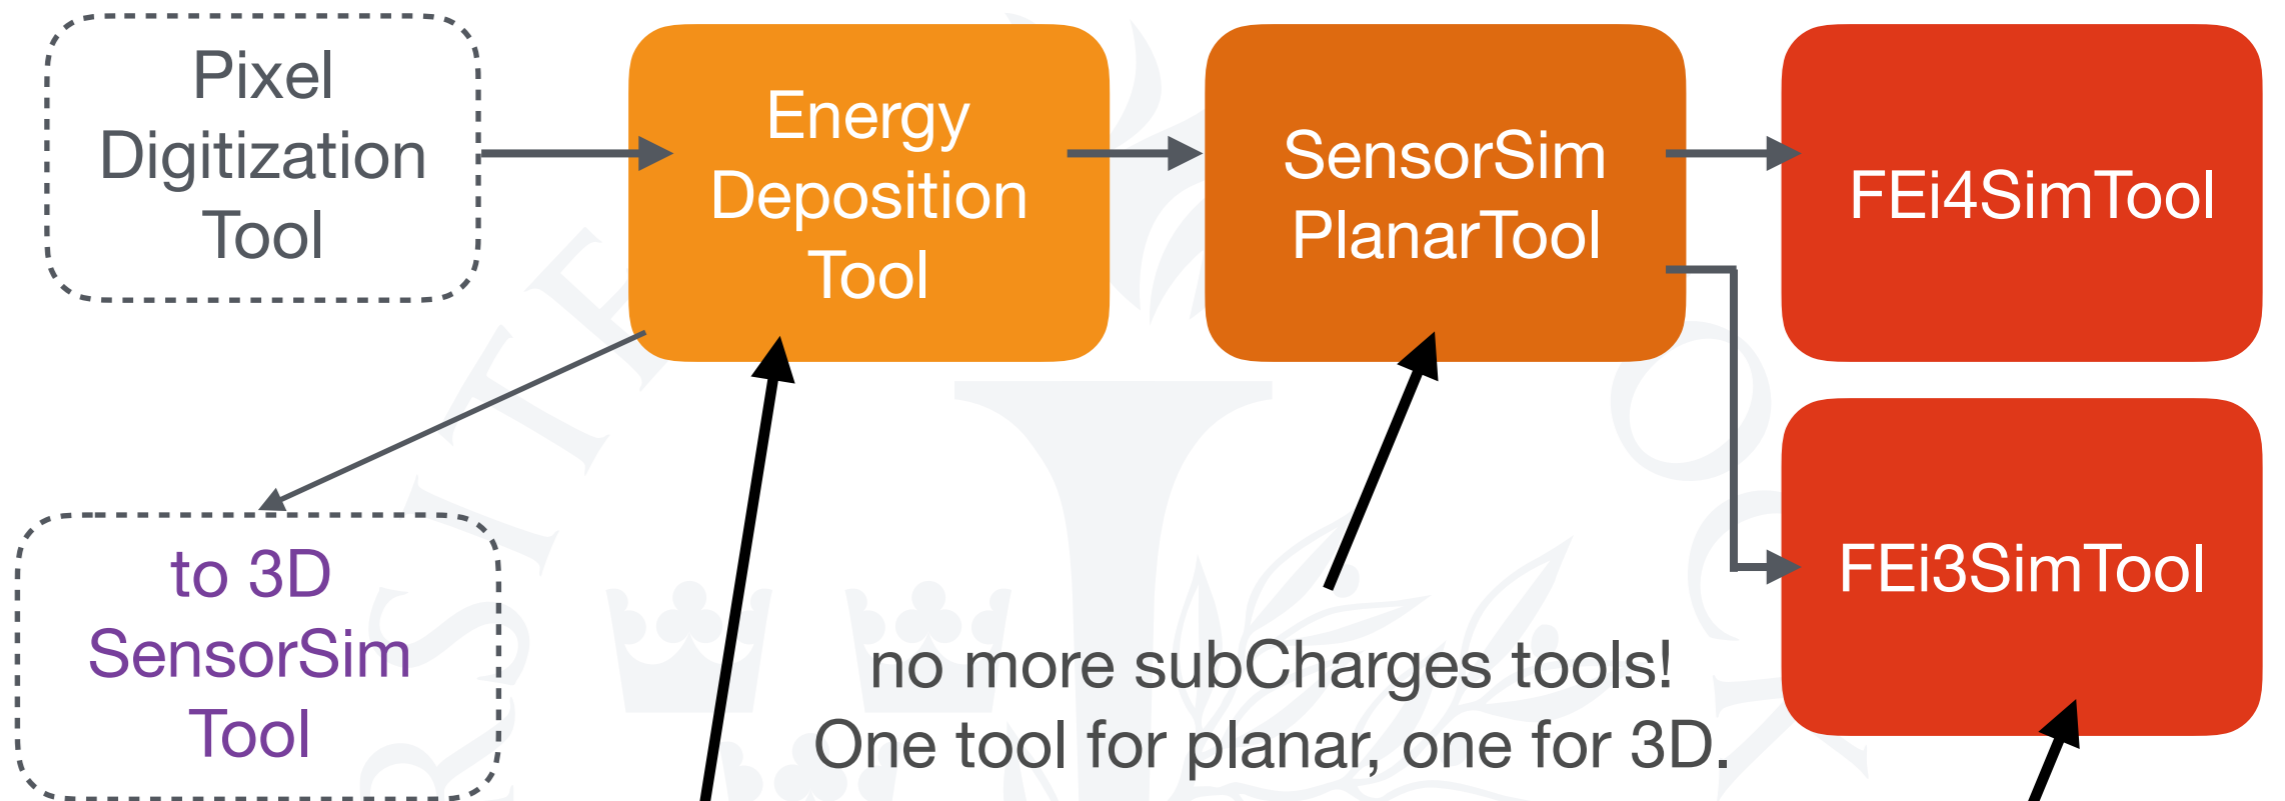 Pixel
Digitization
Tool
Energy
Deposition
Tool
SensorSim
PlanarTool
FEi4SimTool
FEi3SimTool
to 3D
SensorSim
Tool
no more subCharges tools!
One tool for planar, one for 3D.